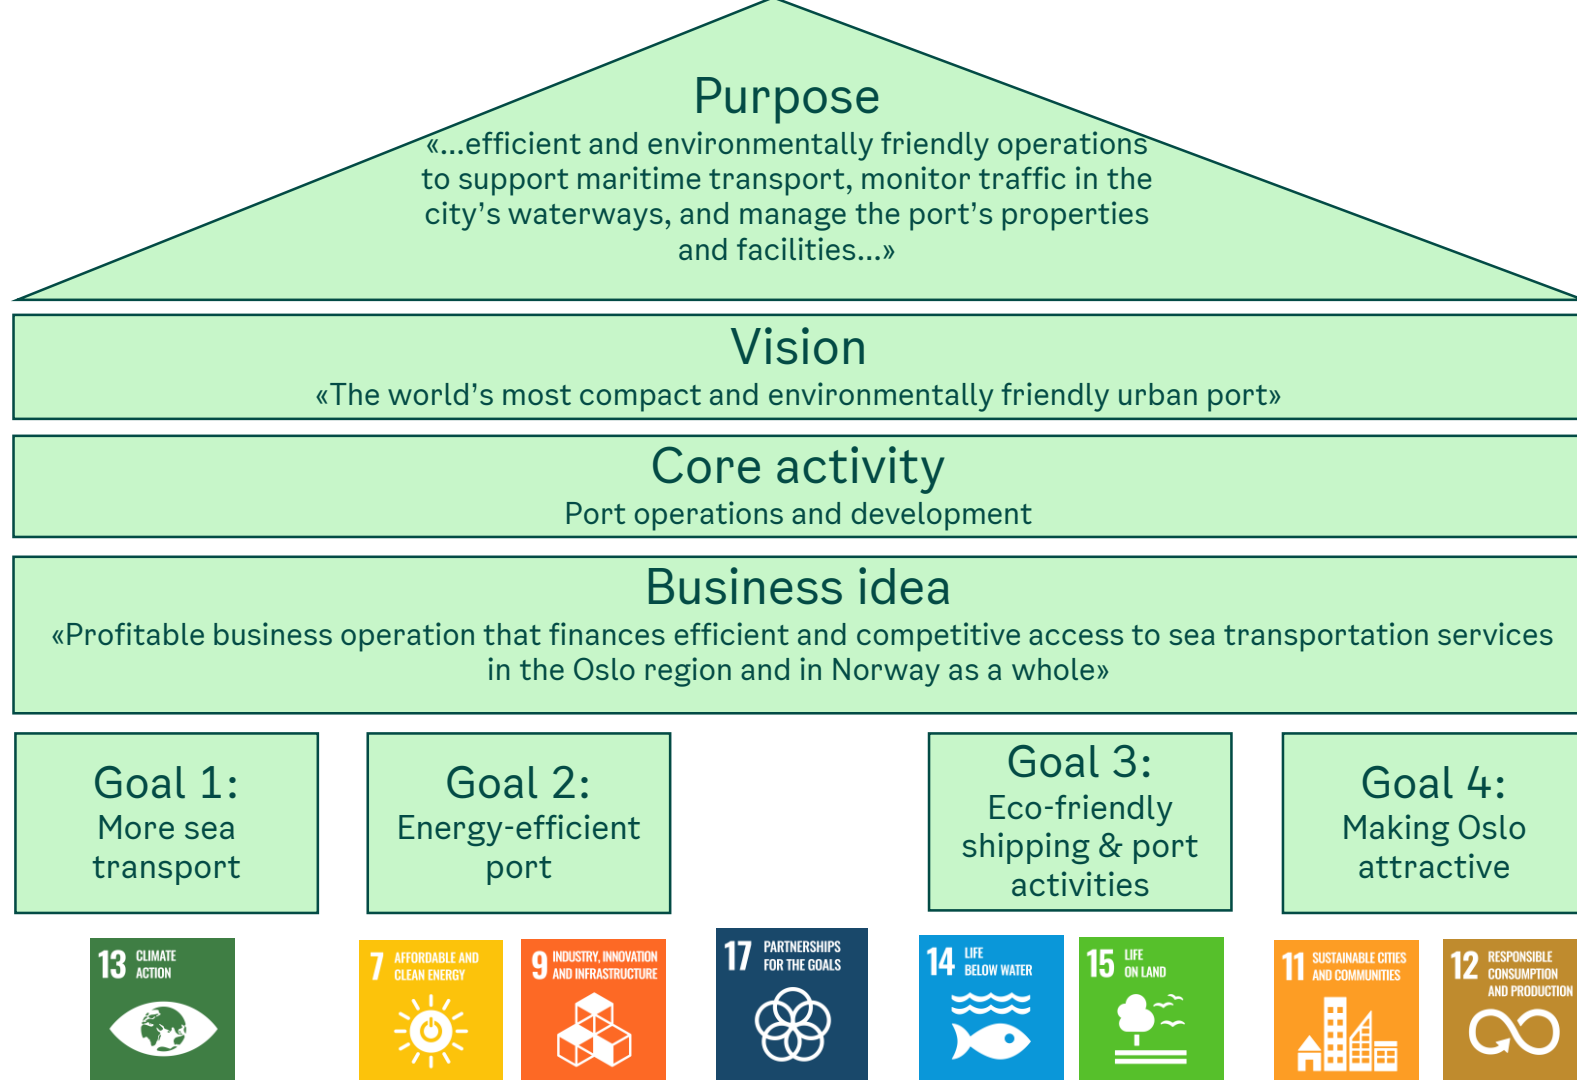 Purpose
«...efficient and environmentally friendly operations
to support maritime transport, monitor traffic in the
city's waterways, and manage the port's properties
and facilities...»
Vision
«The world's most compact and environmentally friendly urban port»
Core activity
Port operations and development
Business idea
«Profitable business operation that finances efficient and competitive access to sea transportation services
in the Oslo region and in Norway as a whole»
Goal 1:
More sea
transport
Goal 2:
Energy-efficient
port
Goal 3:
Eco-friendly
shipping & port
activities
Goal 4:
Making Oslo
attractive
13 CLIMATE
ACTION
7 AFFORDABLE AND
CLEAN ENERGY
9 INDUSTRY, INNOVATION
AND INFRASTRUCTURE
17 PARTNERSHIPS
FOR THE GOALS
14 LIFE
BELOW WATER
15 LIFE
ON LAND
11 SUSTAINABLE CITIES
AND COMMUNITIES
12 RESPONSIBLE
CONSUMPTION
AND PRODUCTION